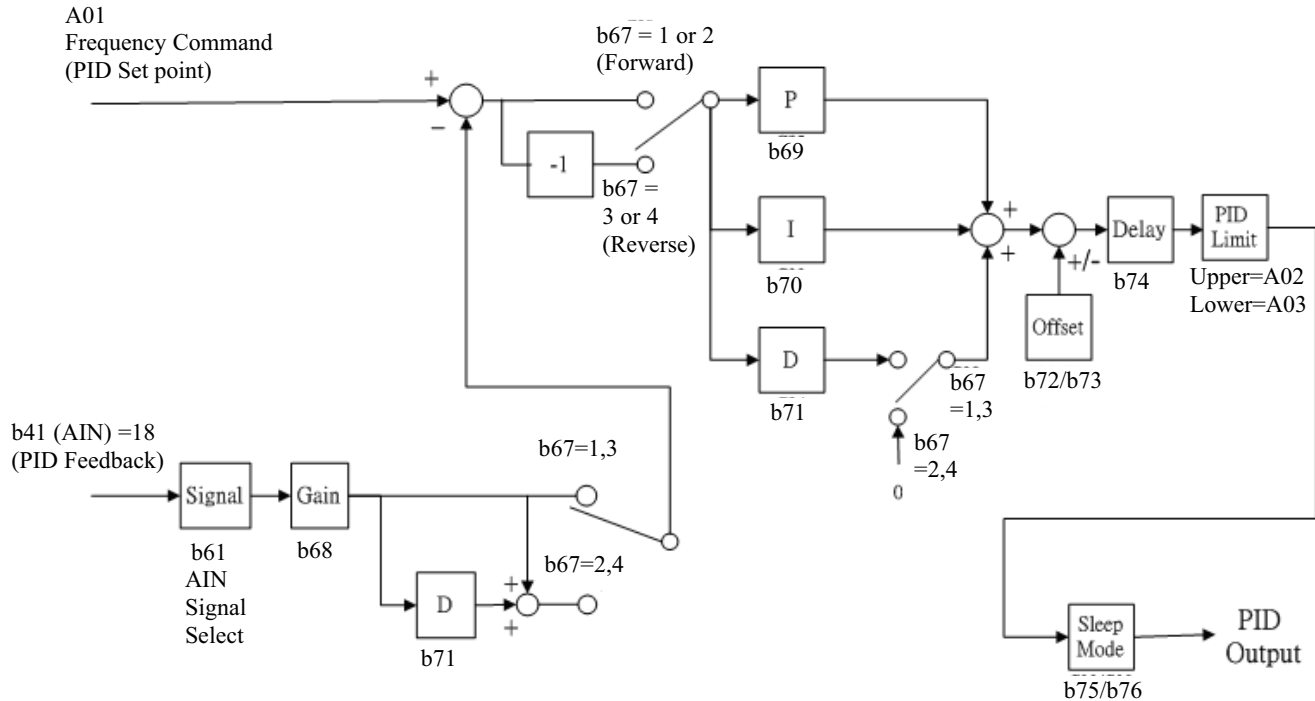 A01
Frequency Command
(PID Set point)
b67 = 1 or 2
(Forward)
+
−
-1
b67 =
3 or 4
(Reverse)
P
b69
I
b70
D
b71
+
+
+/-
Offset
b72/b73
Delay
b74
PID
Limit
Upper=A02
Lower=A03
b67
=1,3
b67
=2,4
0
b41 (AIN) =18
(PID Feedback)
Signal
b61
AIN
Signal
Select
Gain
b68
b67=1,3
b67=2,4
D
b71
+
+
Sleep
Mode
b75/b76
PID
Output